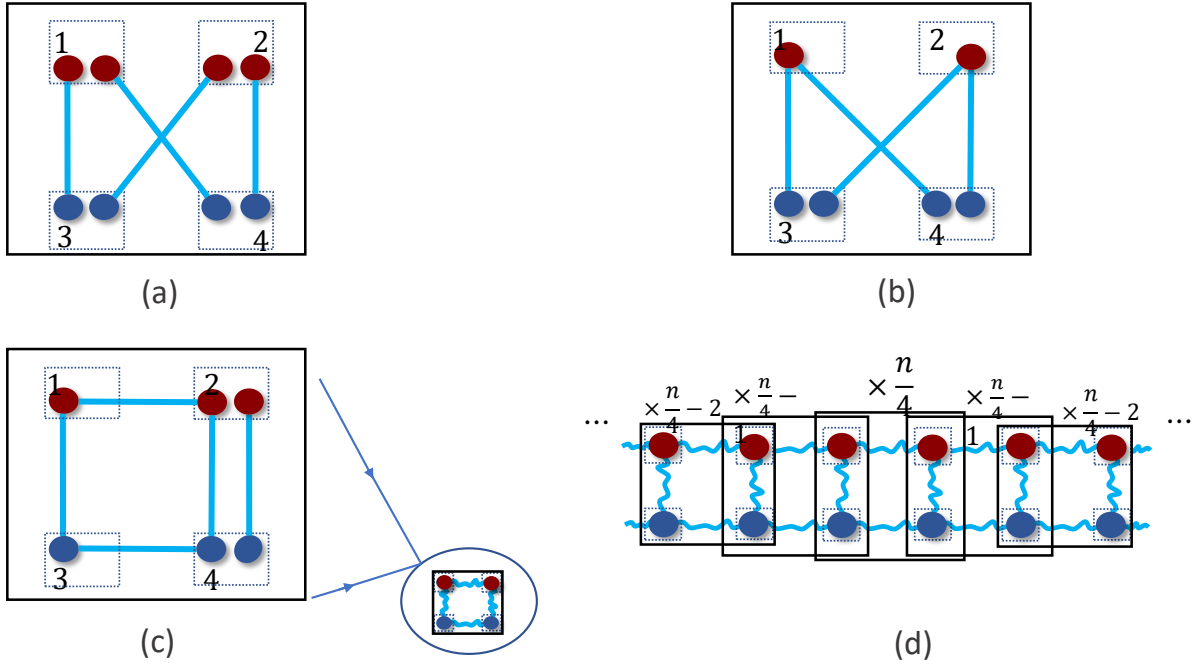 1 2
3 4
(a)
1 2
3 4
(b)
1 2
3 4
(c)
... × n/4 − 2 × n/4 − 1 × n/4 × n/4 − 1 × n/4 − 2 ...
(d)